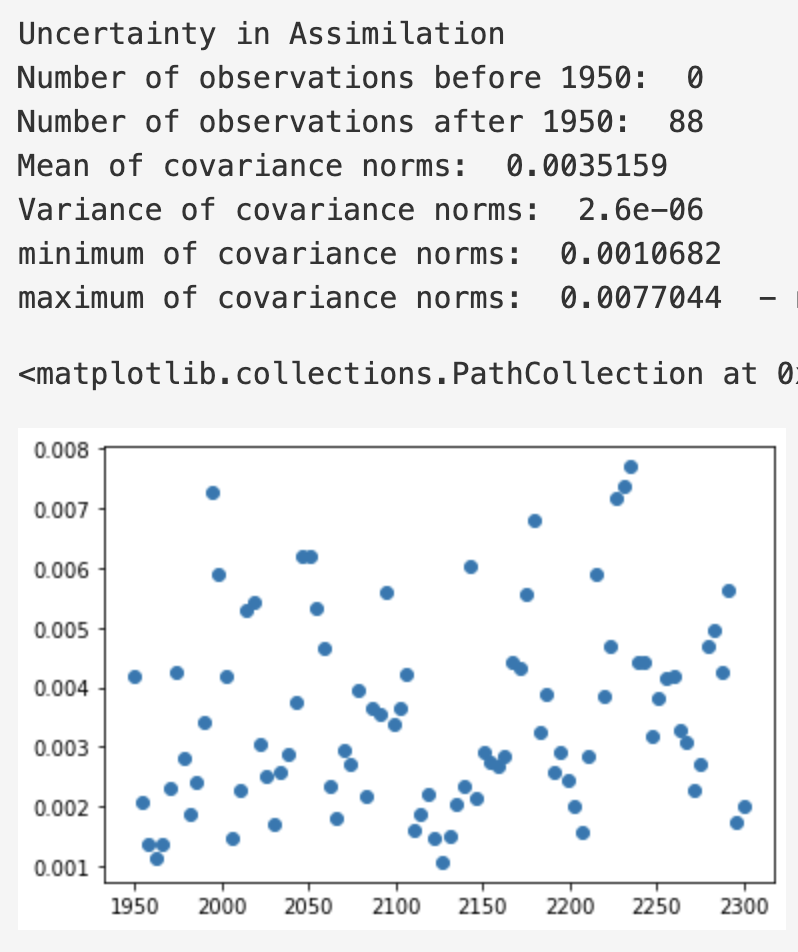 Uncertainty in Assimilation
Number of observations before 1950:  0
Number of observations after 1950:  88
Mean of covariance norms:  0.0035159
Variance of covariance norms:  2.6e-06
minimum of covariance norms:  0.0010682
maximum of covariance norms:  0.0077044  -
<matplotlib.collections.PathCollection at 0
0.008
0.007
0.006
0.005
0.004
0.003
0.002
0.001
1950 2000 2050 2100 2150 2200 2250 2300